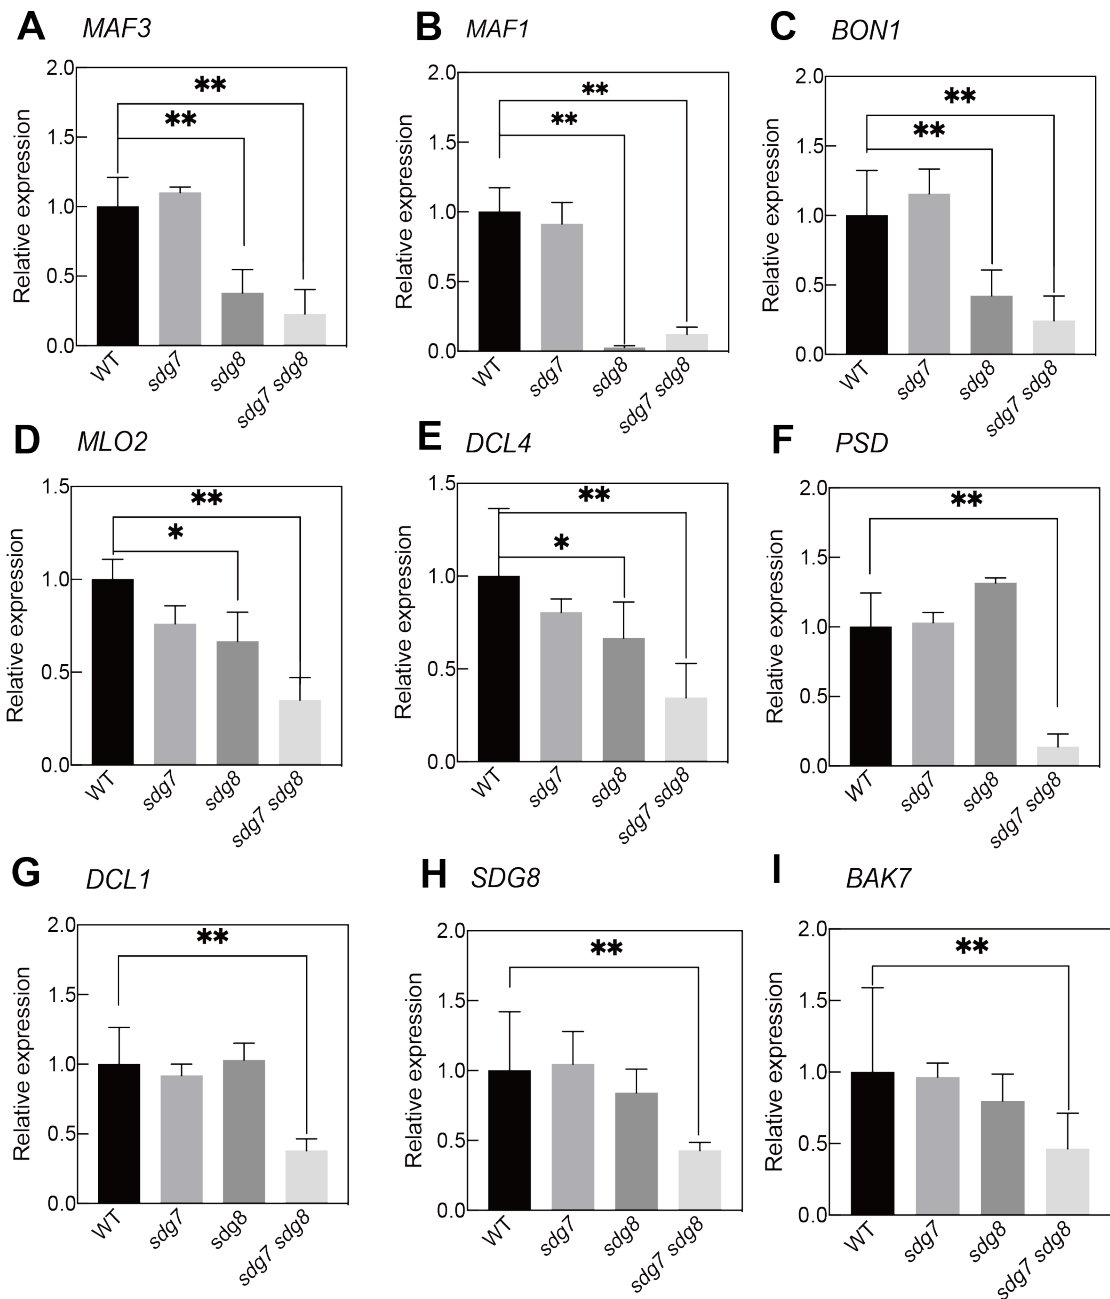 A MAF3
Relative expression
2.0
1.5
1.0
0.5
0.0
**
**
WT
sdg7
sdg8
sdg7 sdg8
B MAF1
Relative expression
2.0
1.5
1.0
0.5
0.0
**
**
WT
sdg7
sdg8
sdg7 sdg8
C BON1
Relative expression
2.0
1.5
1.0
0.5
0.0
**
**
WT
sdg7
sdg8
sdg7 sdg8
D MLO2
Relative expression
1.5
1.0
0.5
0.0
**
*
WT
sdg7
sdg8
sdg7 sdg8
E DCL4
Relative expression
1.5
1.0
0.5
0.0
**
*
WT
sdg7
sdg8
sdg7 sdg8
F PSD
Relative expression
2.0
1.5
1.0
0.5
0.0
**
WT
sdg7
sdg8
sdg7 sdg8
G DCL1
Relative expression
2.0
1.5
1.0
0.5
0.0
**
WT
sdg7
sdg8
sdg7 sdg8
H SDG8
Relative expression
2.0
1.5
1.0
0.5
0.0
**
WT
sdg7
sdg8
sdg7 sdg8
I BAK7
Relative expression
2.0
1.5
1.0
0.5
0.0
**
WT
sdg7
sdg8
sdg7 sdg8